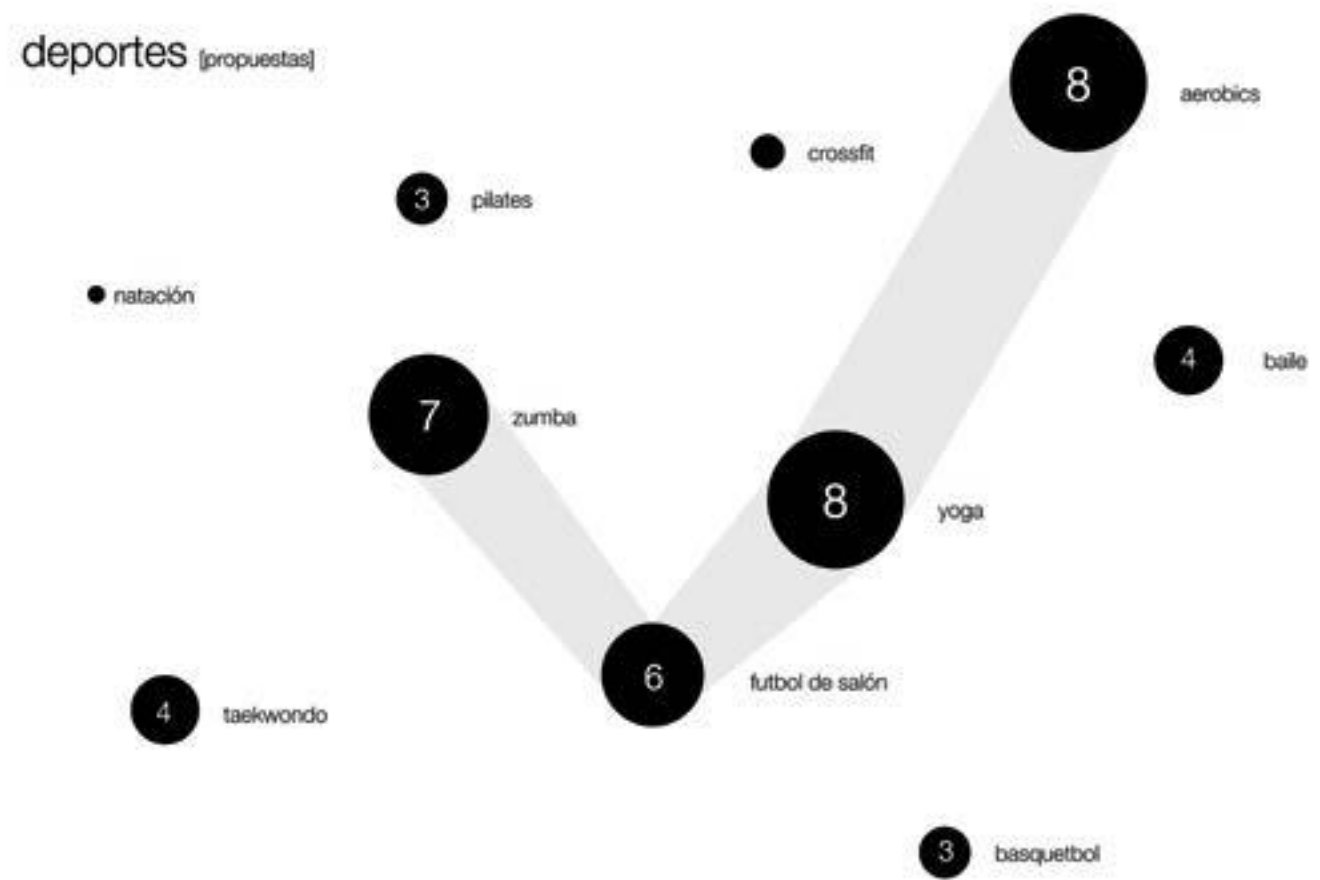 deportes [propuestas]
8 aerobics
crossfit
3 pilates
natación
4 baile
7 zumba
8 yoga
6 futbol de salón
4 taekwondo
3 basquetbol